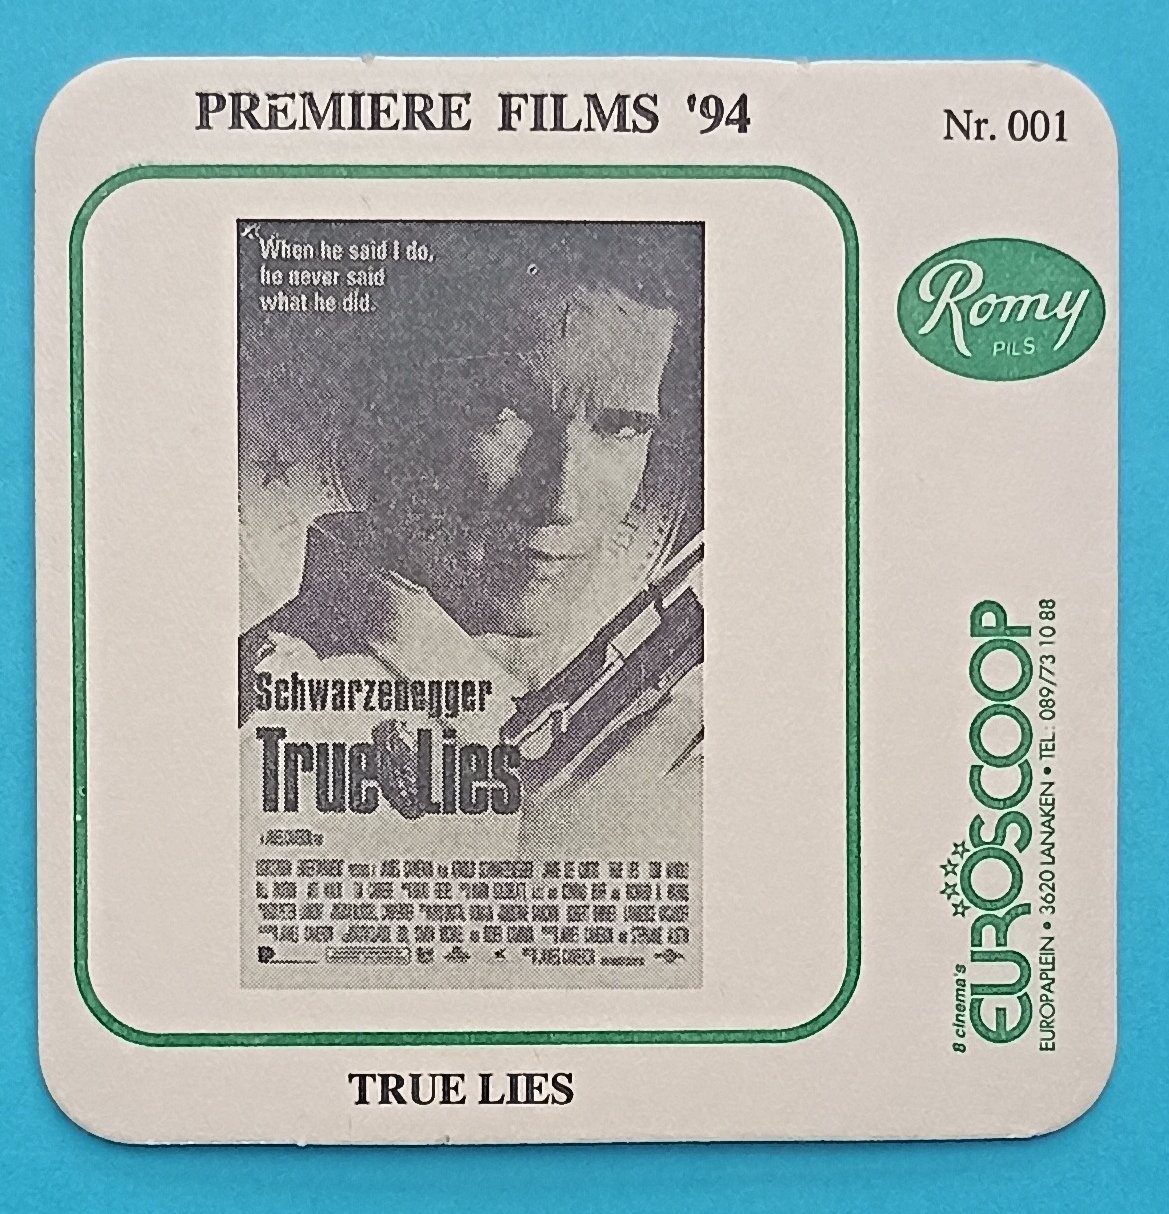 PREMIERE FILMS '94
Nr. 001
When he said I do,
he never said
what he did.
Romy
PILS
Schwarzenegger
True Lies
8 cinema's
EUROSCOOP
EUROPAPLEIN • 3620 LANAKEN • TEL: 089/73 10 88
TRUE LIES